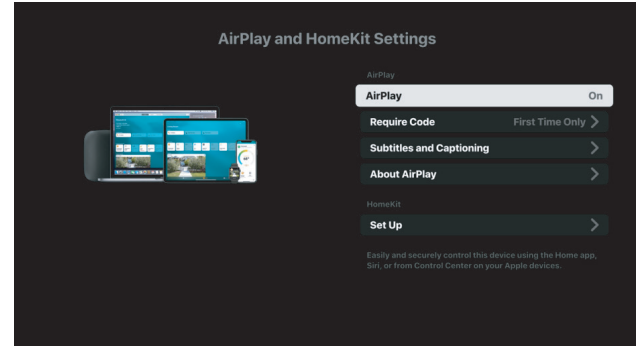 AirPlay and HomeKit Settings
AirPlay
AirPlay On
Require Code First Time Only
Subtitles and Captioning
About AirPlay
HomeKit
Set Up
Easily and securely control this device using the Home app,
Siri, or from Control Center on your Apple devices.